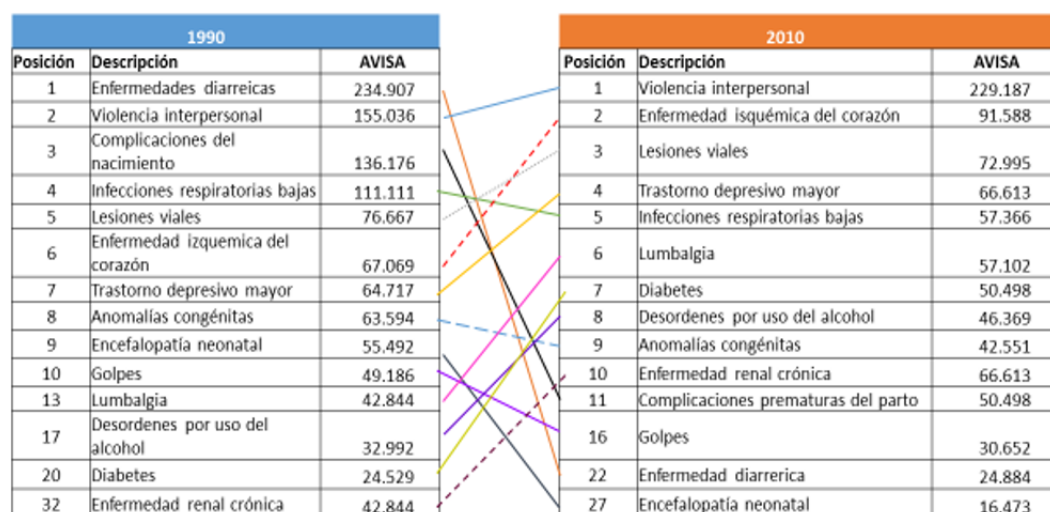 1990
Posición Descripción AVISA
1 Enfermedades diarreicas 234.907
2 Violencia interpersonal 155.036
Complicaciones del
3 nacimiento 136.176
4 Infecciones respiratorias bajas 111.111
5 Lesiones viales 76.667
Enfermedad izquemica del
6 corazón 67.069
7 Trastorno depresivo mayor 64.717
8 Anomalías congénitas 63.594
9 Encefalopatía neonatal 55.492
10 Golpes 49.186
13 Lumbalgia 42.844
Desordenes por uso del
17 alcohol 32.992
20 Diabetes 24.529
32 Enfermedad renal crónica 42.844
2010
Posición Descripción AVISA
1 Violencia interpersonal 229.187
2 Enfermedad isquémica del corazón 91.588
3 Lesiones viales 72.995
4 Trastorno depresivo mayor 66.613
5 Infecciones respiratorias bajas 57.366
6 Lumbalgia 57.102
7 Diabetes 50.498
8 Desordenes por uso del alcohol 46.369
9 Anomalías congénitas 42.551
10 Enfermedad renal crónica 66.613
11 Complicaciones prematuras del parto 50.498
16 Golpes 30.652
22 Enfermedad diarrerica 24.884
27 Encefalopatía neonatal 16.473